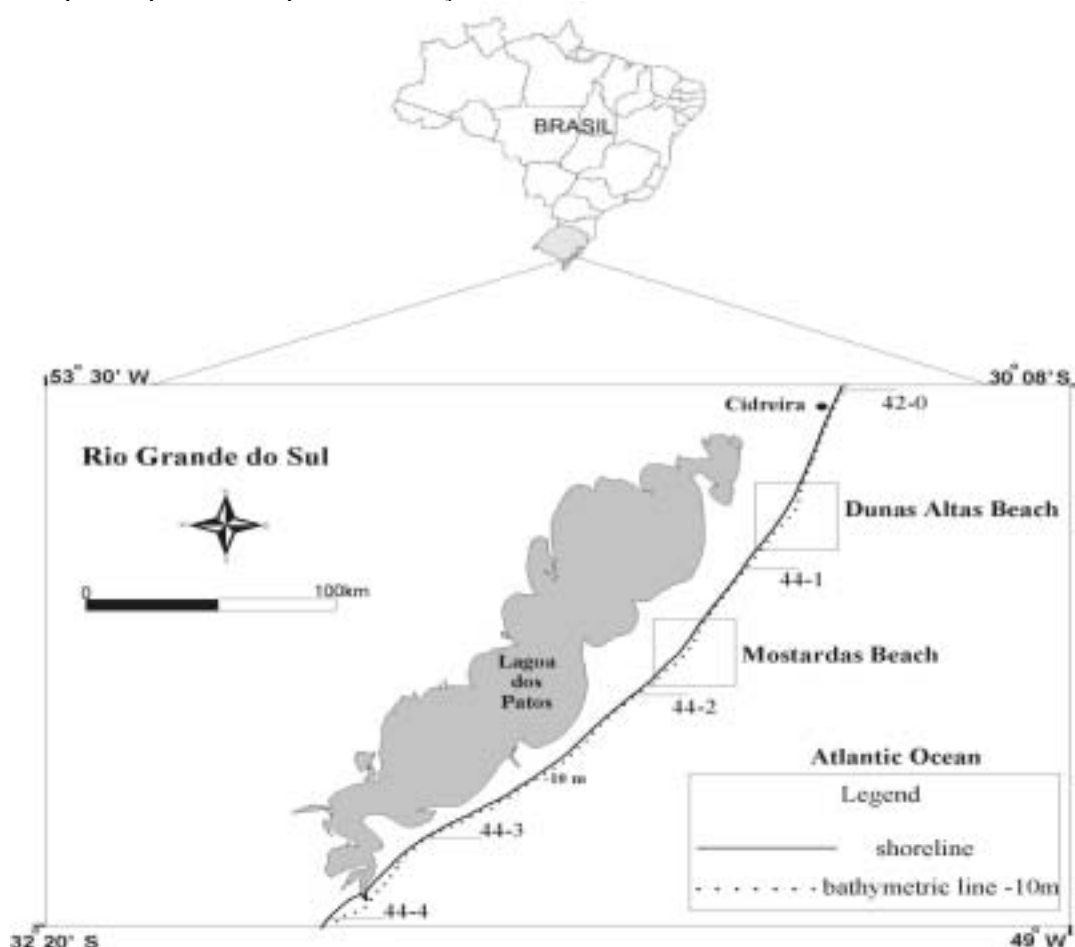 BRASIL
53° 30' W
30 08' S
Cidreira
42-0
Rio Grande do Sul
Dunas Altas Beach
0
100km
44-1
Mostardas Beach
Lagoa
dos
Patos
44-2
-10 m
Atlantic Ocean
Legend
44-3
shoreline
bathymetric line -10m
44-4
32° 20' S
49° W